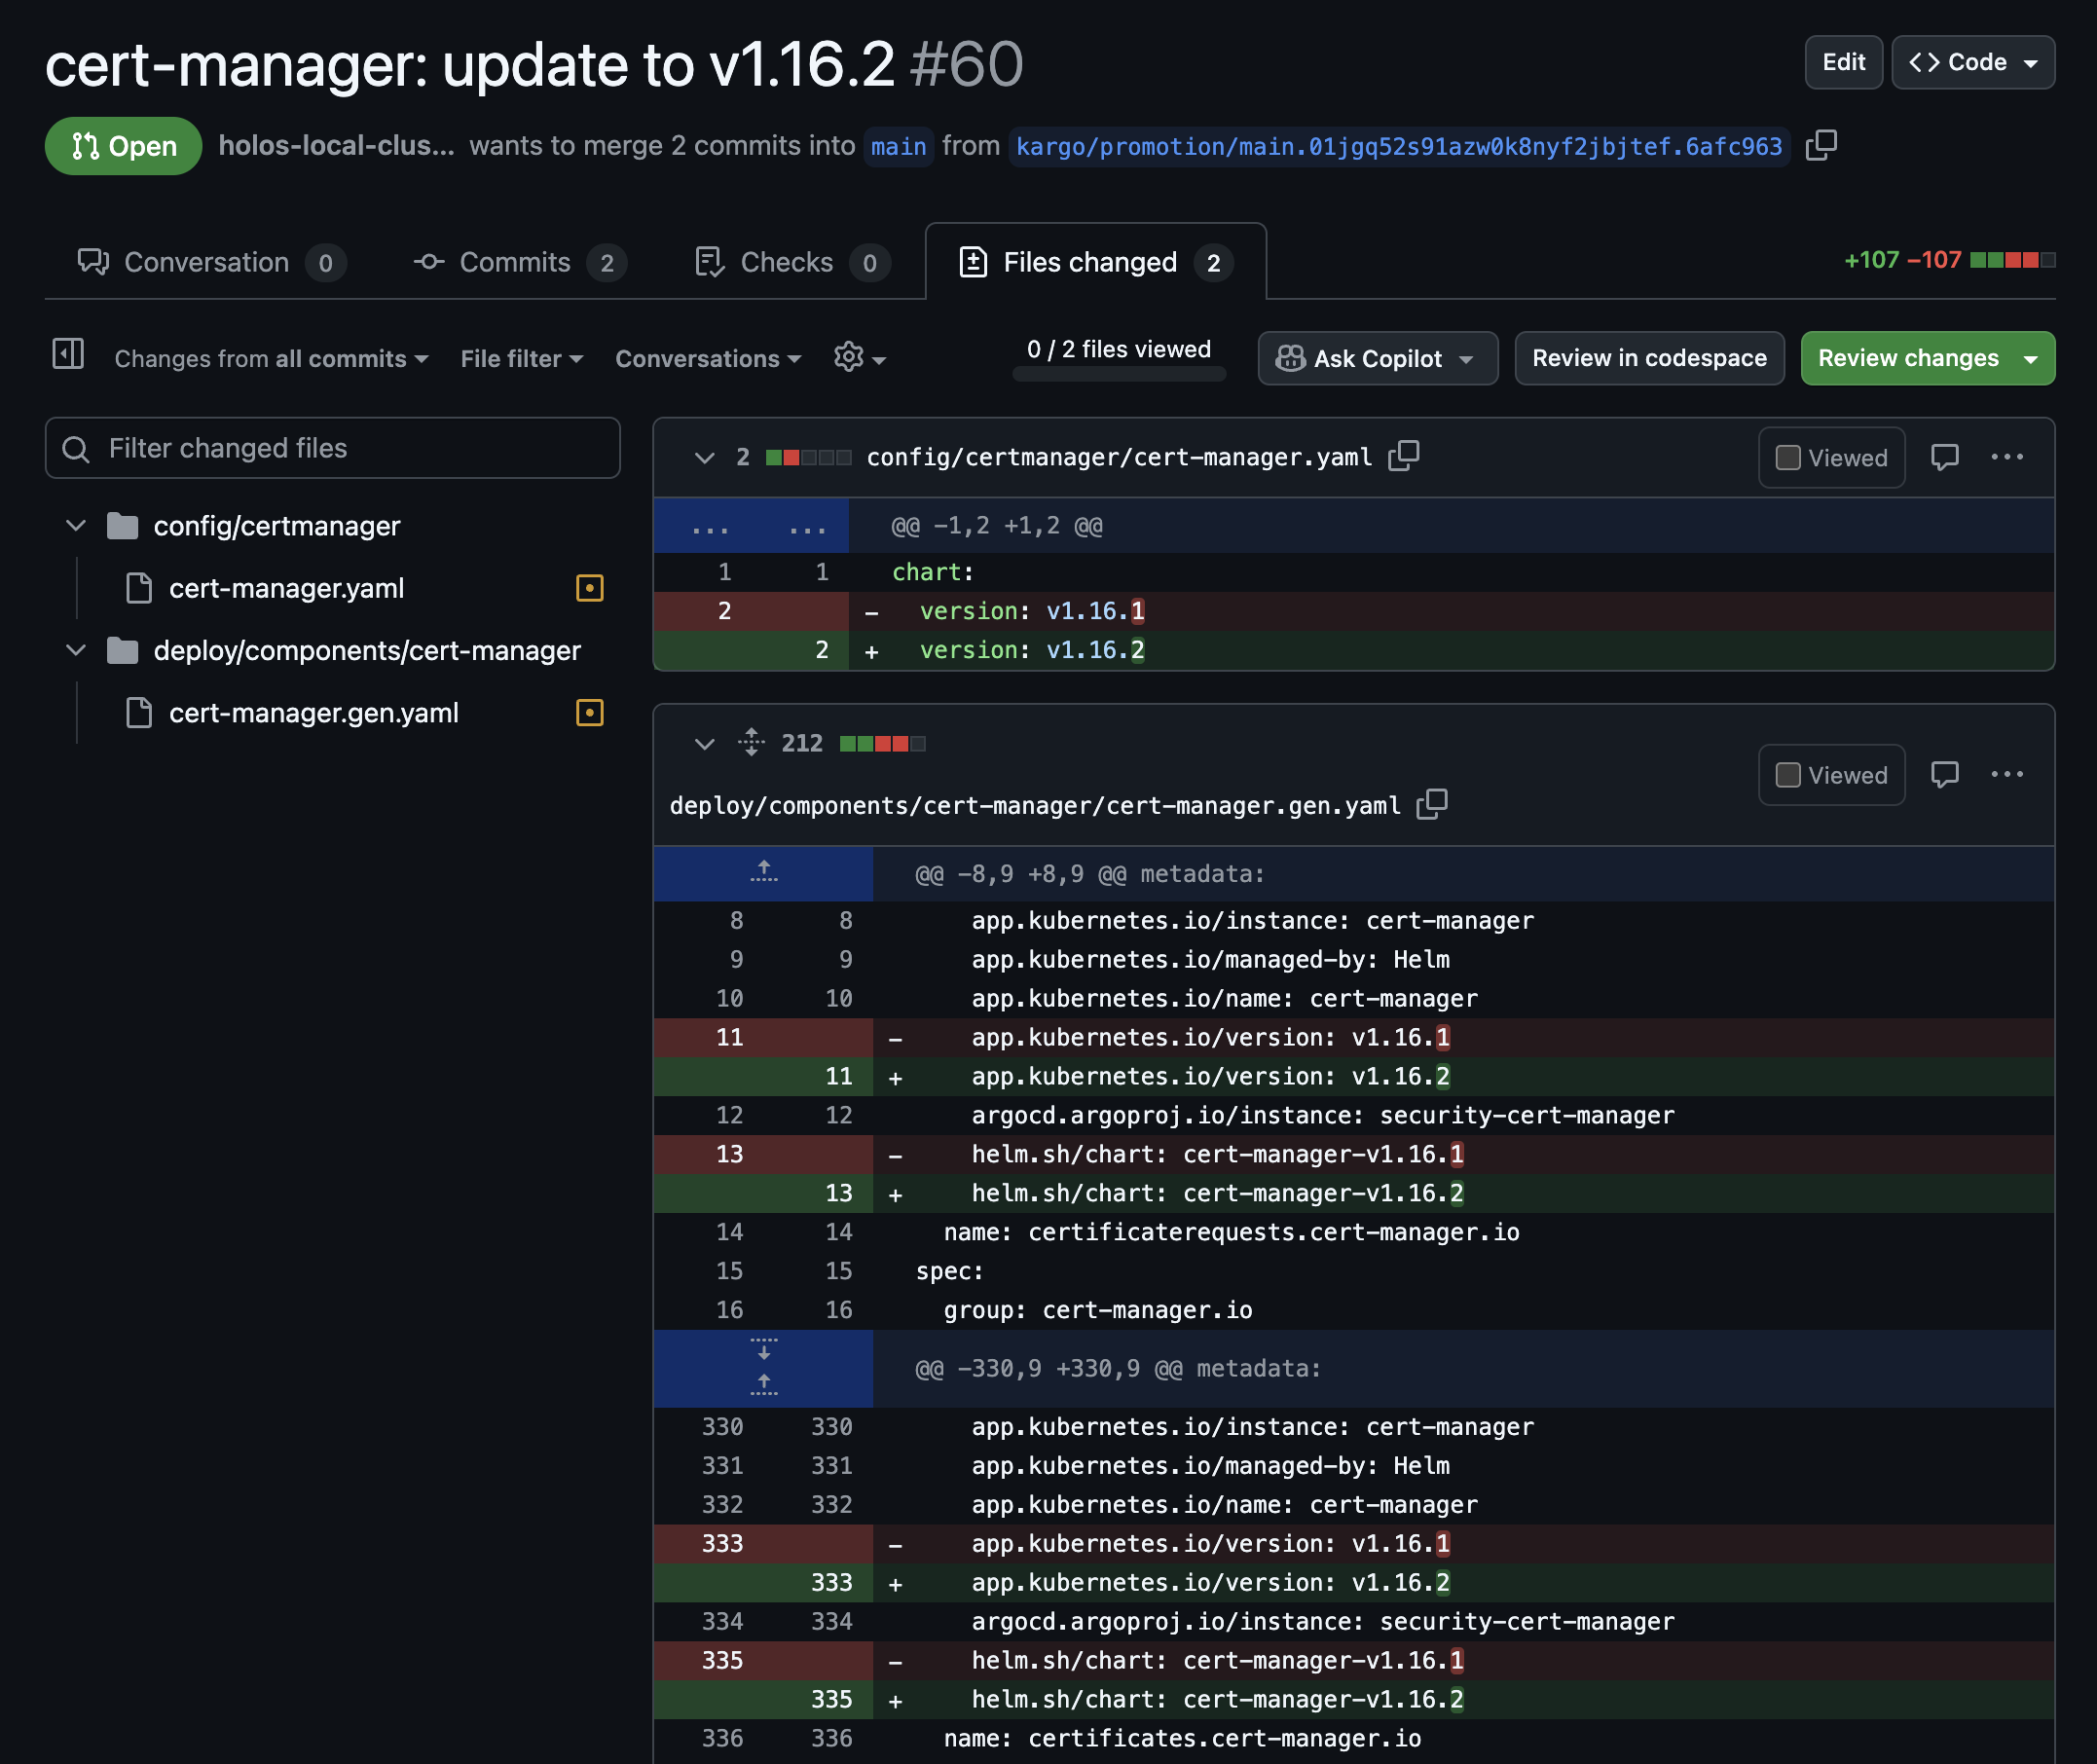 cert-manager: update to v1.16.2 #60
Edit
Code
Open
holos-local-clus... wants to merge 2 commits into main from kargo/promotion/main.01jgq52s91azw0k8nyf2jbjtef.6afc963
Conversation 0
Commits 2
Checks 0
Files changed 2
+107 −107
Changes from all commits
File filter
Conversations
0 / 2 files viewed
Ask Copilot
Review in codespace
Review changes
Filter changed files
config/certmanager
cert-manager.yaml
deploy/components/cert-manager
cert-manager.gen.yaml
2 config/certmanager/cert-manager.yaml
Viewed
... ... @@ -1,2 +1,2 @@
1 1 chart:
2 - version: v1.16.1
2 + version: v1.16.2
212
deploy/components/cert-manager/cert-manager.gen.yaml
Viewed
@@ -8,9 +8,9 @@ metadata:
8 8 app.kubernetes.io/instance: cert-manager
9 9 app.kubernetes.io/managed-by: Helm
10 10 app.kubernetes.io/name: cert-manager
11 - app.kubernetes.io/version: v1.16.1
11 + app.kubernetes.io/version: v1.16.2
12 12 argocd.argoproj.io/instance: security-cert-manager
13 - helm.sh/chart: cert-manager-v1.16.1
13 + helm.sh/chart: cert-manager-v1.16.2
14 14 name: certificaterequests.cert-manager.io
15 15 spec:
16 16 group: cert-manager.io
@@ -330,9 +330,9 @@ metadata:
330 330 app.kubernetes.io/instance: cert-manager
331 331 app.kubernetes.io/managed-by: Helm
332 332 app.kubernetes.io/name: cert-manager
333 - app.kubernetes.io/version: v1.16.1
333 + app.kubernetes.io/version: v1.16.2
334 334 argocd.argoproj.io/instance: security-cert-manager
335 - helm.sh/chart: cert-manager-v1.16.1
335 + helm.sh/chart: cert-manager-v1.16.2
336 336 name: certificates.cert-manager.io